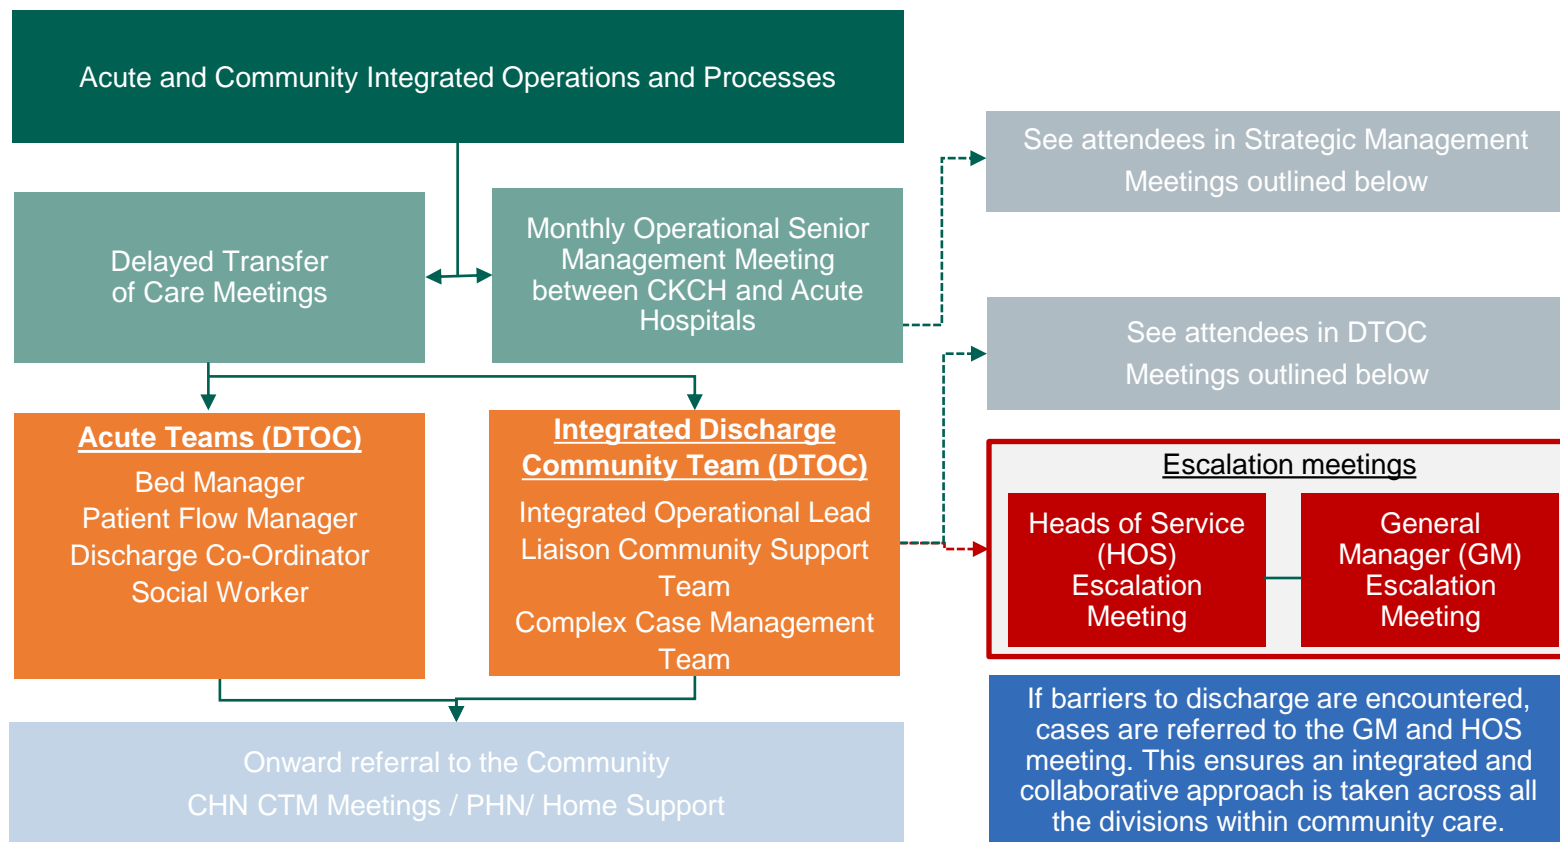 Acute and Community Integrated Operations and Processes
Delayed Transfer
of Care Meetings
Monthly Operational Senior
Management Meeting
between CKCH and Acute
Hospitals
See attendees in Strategic Management
Meetings outlined below
See attendees in DTOC
Meetings outlined below
Acute Teams (DTOC)
Bed Manager
Patient Flow Manager
Discharge Co-Ordinator
Social Worker
Integrated Discharge
Community Team (DTOC)
Integrated Operational Lead
Liaison Community Support
Team
Complex Case Management
Team
Escalation meetings
Heads of Service
(HOS)
Escalation
Meeting
General
Manager (GM)
Escalation
Meeting
Onward referral to the Community
CHN CTM Meetings / PHN/ Home Support
If barriers to discharge are encountered,
cases are referred to the GM and HOS
meeting. This ensures an integrated and
collaborative approach is taken across all
the divisions within community care.